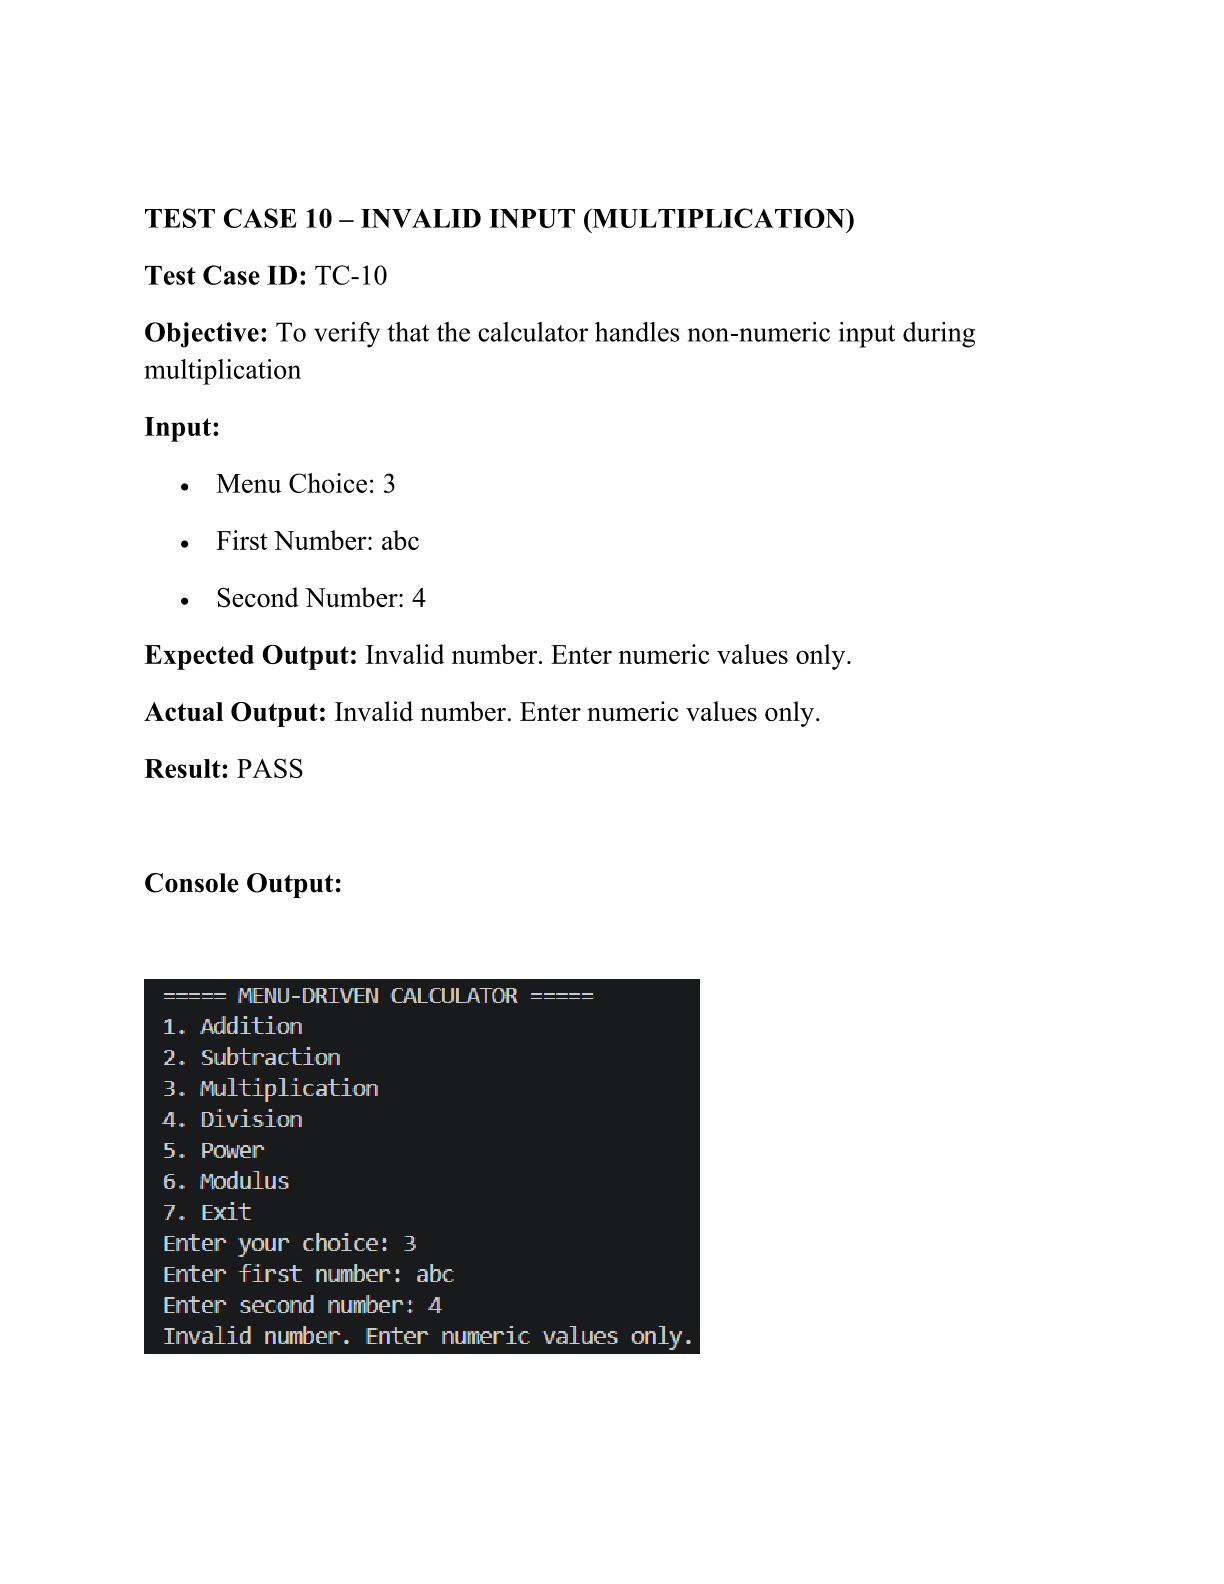 TEST CASE 10 – INVALID INPUT (MULTIPLICATION)
Test Case ID: TC-10
Objective: To verify that the calculator handles non-numeric input during
multiplication
Input:
• Menu Choice: 3
• First Number: abc
• Second Number: 4
Expected Output: Invalid number. Enter numeric values only.
Actual Output: Invalid number. Enter numeric values only.
Result: PASS
Console Output:
===== MENU-DRIVEN CALCULATOR =====
1. Addition
2. Subtraction
3. Multiplication
4. Division
5. Power
6. Modulus
7. Exit
Enter your choice: 3
Enter first number: abc
Enter second number: 4
Invalid number. Enter numeric values only.